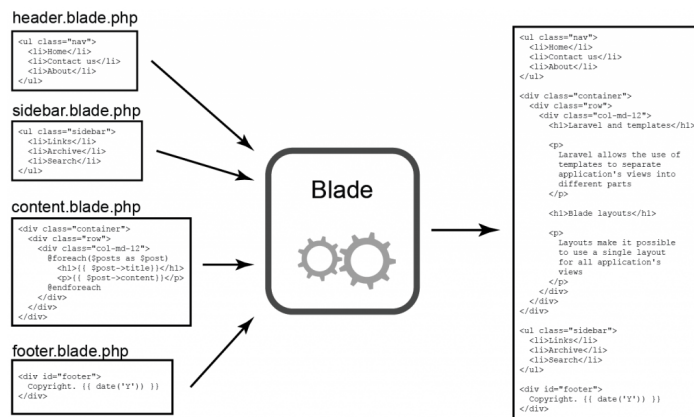 header.blade.php
<ul class="nav">
<li>Home</li>
<li>Contact us</li>
<li>About</li>
</ul>
sidebar.blade.php
<ul class="sidebar">
<li>Links</li>
<li>Archive</li>
<li>Search</li>
</ul>
content.blade.php
<div class="container">
<div class="row">
<div class="col-md-12">
@foreach($posts as $post)
<h1>{{ $post->title}}</h1>
<p>{{ $post->content}}</p>
@endforeach
</div>
</div>
</div>
footer.blade.php
<div id="footer">
Copyright. {{ date('Y')) }}
</div>
Blade
<ul class="nav">
<li>Home</li>
<li>Contact us</li>
<li>About</li>
</ul>
<div class="container">
<div class="row">
<div class="col-md-12">
<h1>Laravel and templates</h1>
<p>
Laravel allows the use of
templates to separate
application's views into
different parts
</p>
<h1>Blade layouts</h1>
<p>
Layouts make it possible
to use a single layout
for all application's
views
</p>
</div>
</div>
</div>
<ul class="sidebar">
<li>Links</li>
<li>Archive</li>
<li>Search</li>
</ul>
<div id="footer">
Copyright. {{ date('Y')) }}
</div>